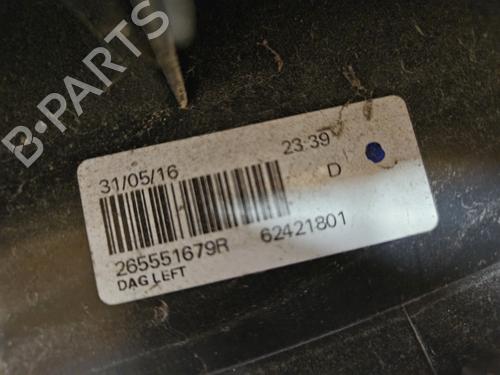 B-PARTS
31/05/16 23:39
D
265551679R 62421801
DAG LEFT